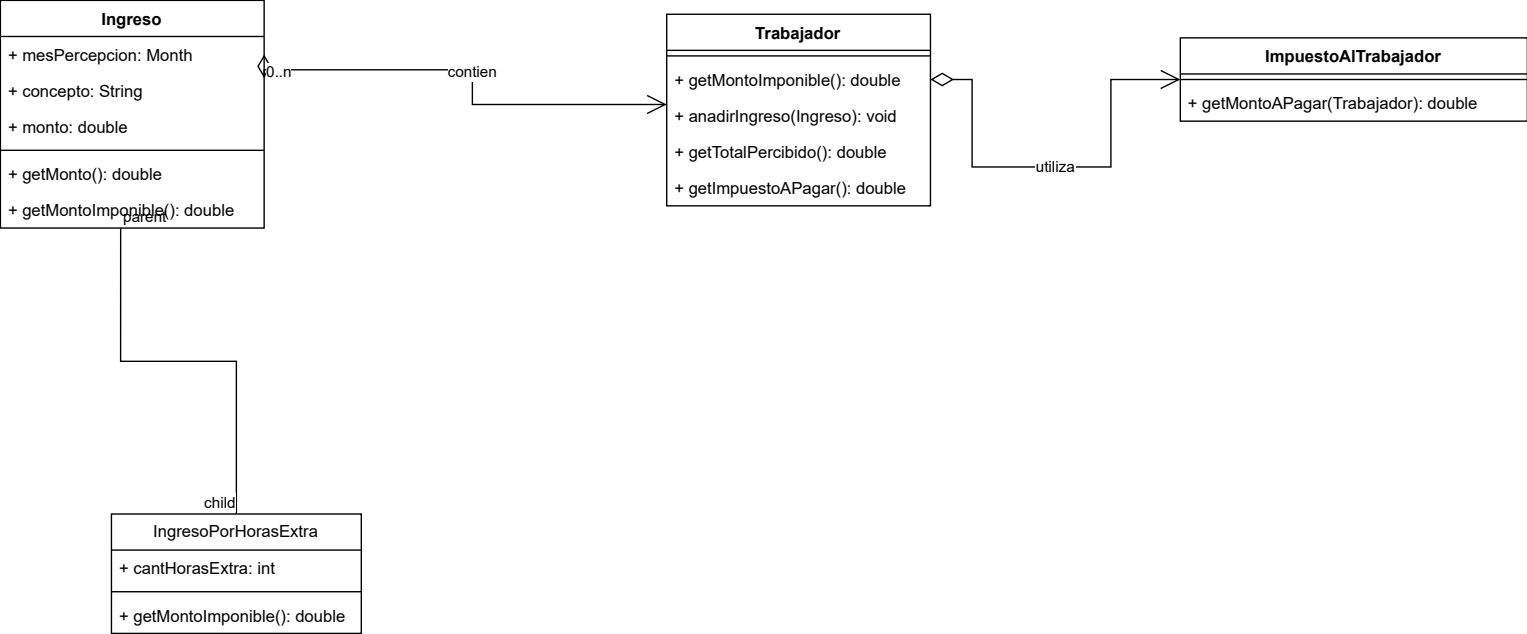 Ingreso
+ mesPercepcion: Month
+ concepto: String
+ monto: double
+ getMonto(): double
+ getMontoImponible(): double
parent
0..n
contien
Trabajador
+ getMontoImponible(): double
+ anadirIngreso(Ingreso): void
+ getTotalPercibido(): double
+ getImpuestoAPagar(): double
utiliza
ImpuestoAlTrabajador
+ getMontoAPagar(Trabajador): double
child
IngresoPorHorasExtra
+ cantHorasExtra: int
+ getMontoImponible(): double